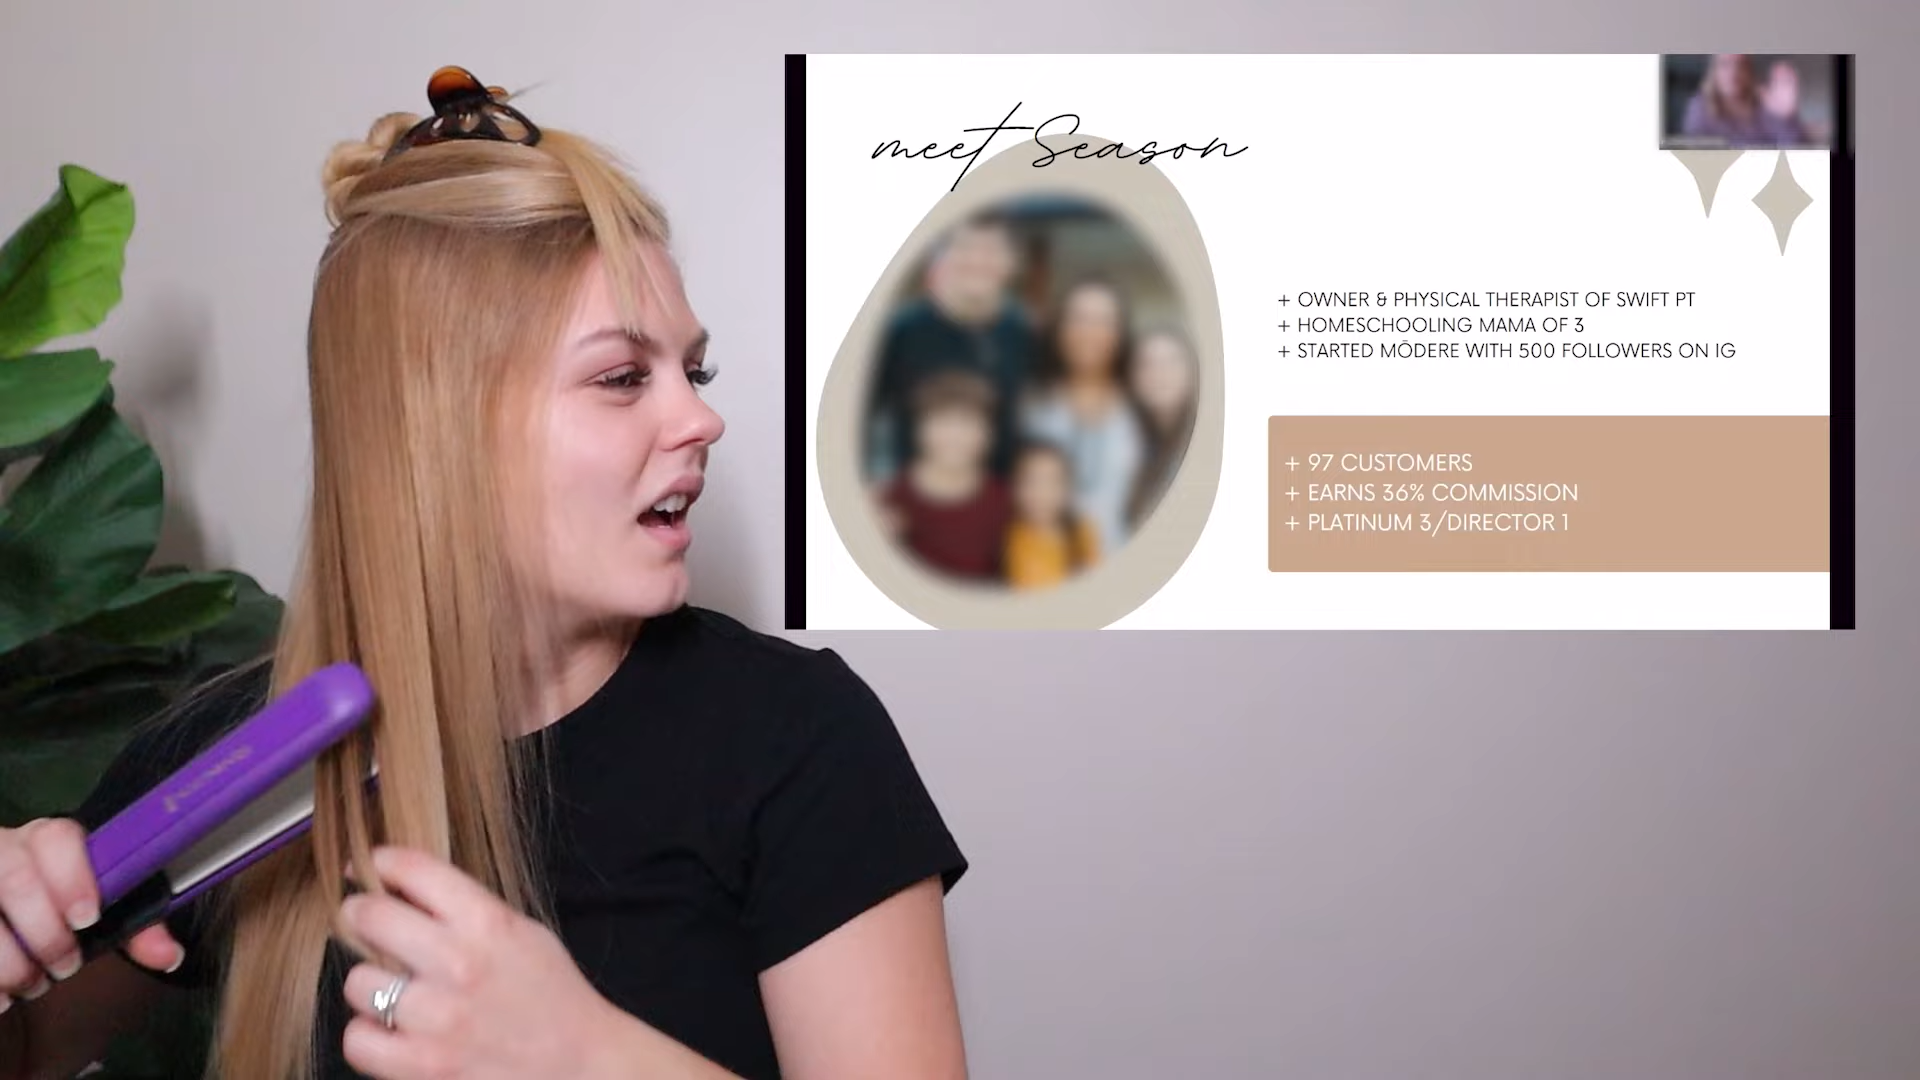 meet Season
+ OWNER & PHYSICAL THERAPIST OF SWIFT PT
+ HOMESCHOOLING MAMA OF 3
+ STARTED MŌDERE WITH 500 FOLLOWERS ON IG
+ 97 CUSTOMERS
+ EARNS 36% COMMISSION
+ PLATINUM 3/DIRECTOR 1